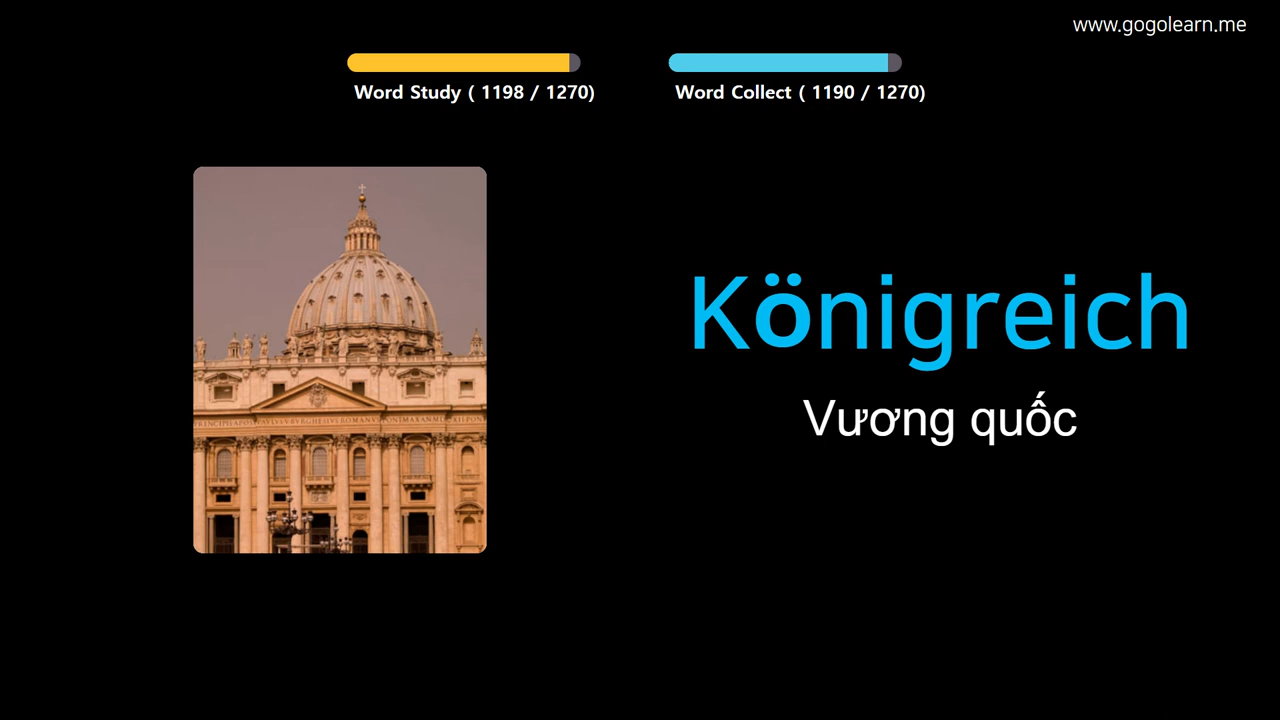 www.gogolearn.me
Word Study ( 1198 / 1270)
Word Collect ( 1190 / 1270)
Königreich
Vương quốc